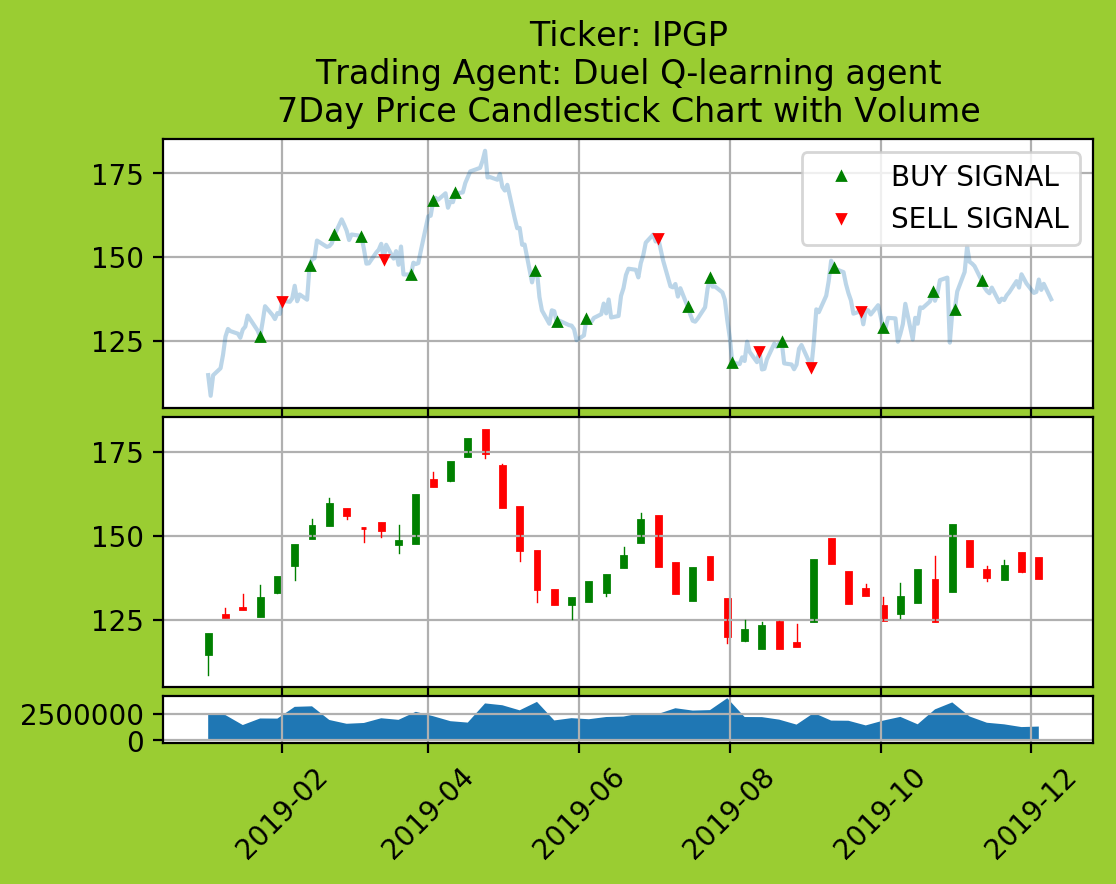 Ticker: IPGP
Trading Agent: Duel Q-learning agent
7Day Price Candlestick Chart with Volume
175
150
125
BUY SIGNAL
SELL SIGNAL
175
150
125
2500000
0
2019-02
2019-04
2019-06
2019-08
2019-10
2019-12